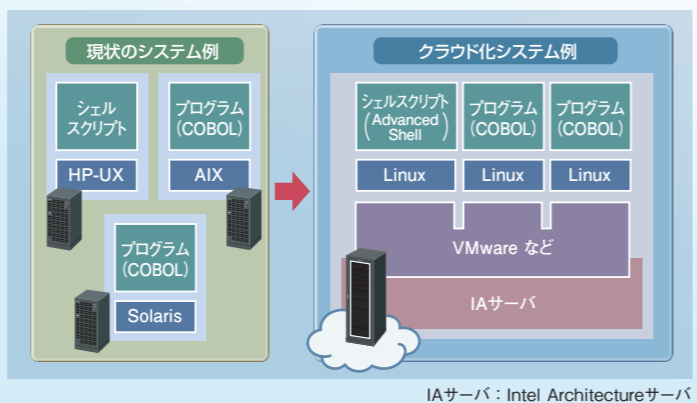 現状のシステム例
シェル
スクリプト
HP-UX
プログラム
(COBOL)
AIX
プログラム
(COBOL)
Solaris
クラウド化システム例
シェルスクリプト
(Advanced
Shell)
Linux
プログラム
(COBOL)
Linux
プログラム
(COBOL)
Linux
VMware など
IAサーバ
IAサーバ：Intel Architectureサーバ